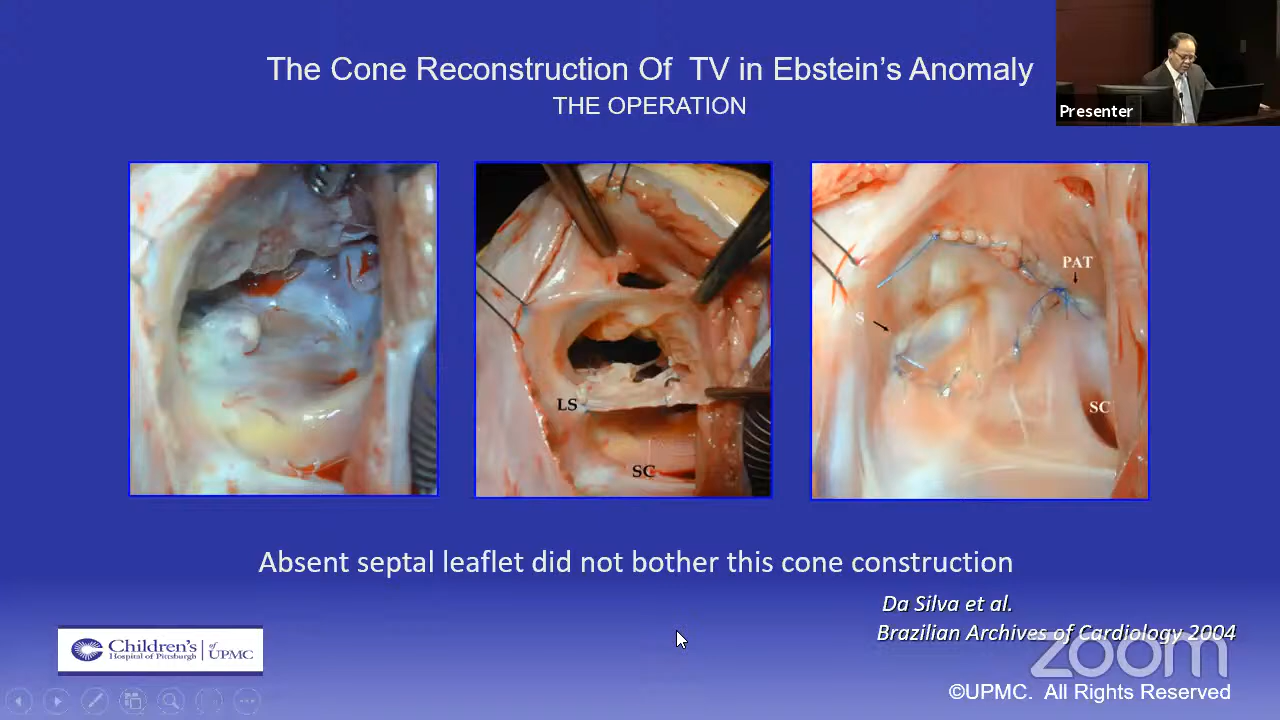 The Cone Reconstruction Of TV in Ebstein's Anomaly
THE OPERATION
Presenter
LS
SC
S
PAT
SC
Absent septal leaflet did not bother this cone construction
Da Silva et al.
Brazilian Archives of Cardiology 2004
Children's of UPMC
Hospital of Pittsburgh
zoom
©UPMC. All Rights Reserved